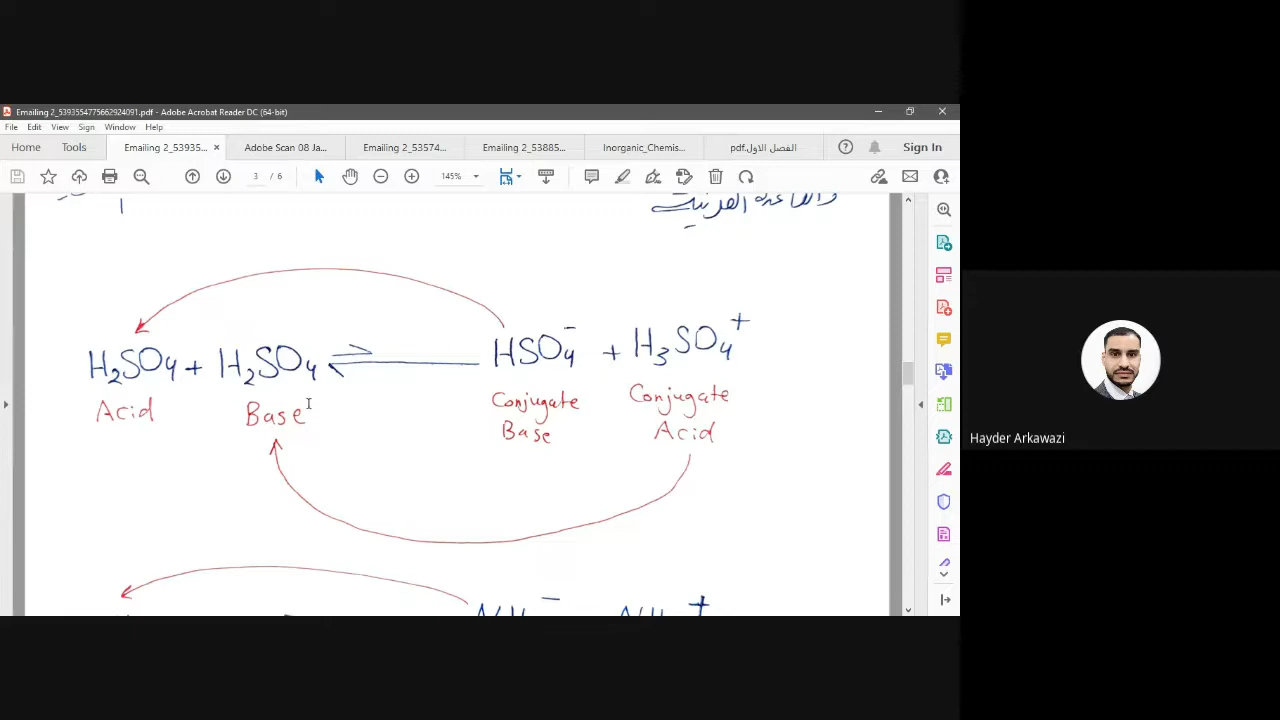 Emailing 2_5393554775662924091.pdf - Adobe Acrobat Reader DC (64-bit)
File Edit View Sign Window Help
Home Tools Emailing 2_53935... × Adobe Scan 08 Ja... Emailing 2_53574... Emailing 2_53885... Inorganic_Chemis... الفصل الاول.pdf Sign In
3 / 6 145%
H₂SO₄ + H₂SO₄ ⇌ HSO₄⁻ + H₃SO₄⁺
Acid Base Conjugate Base Conjugate Acid
Hayder Arkawazi